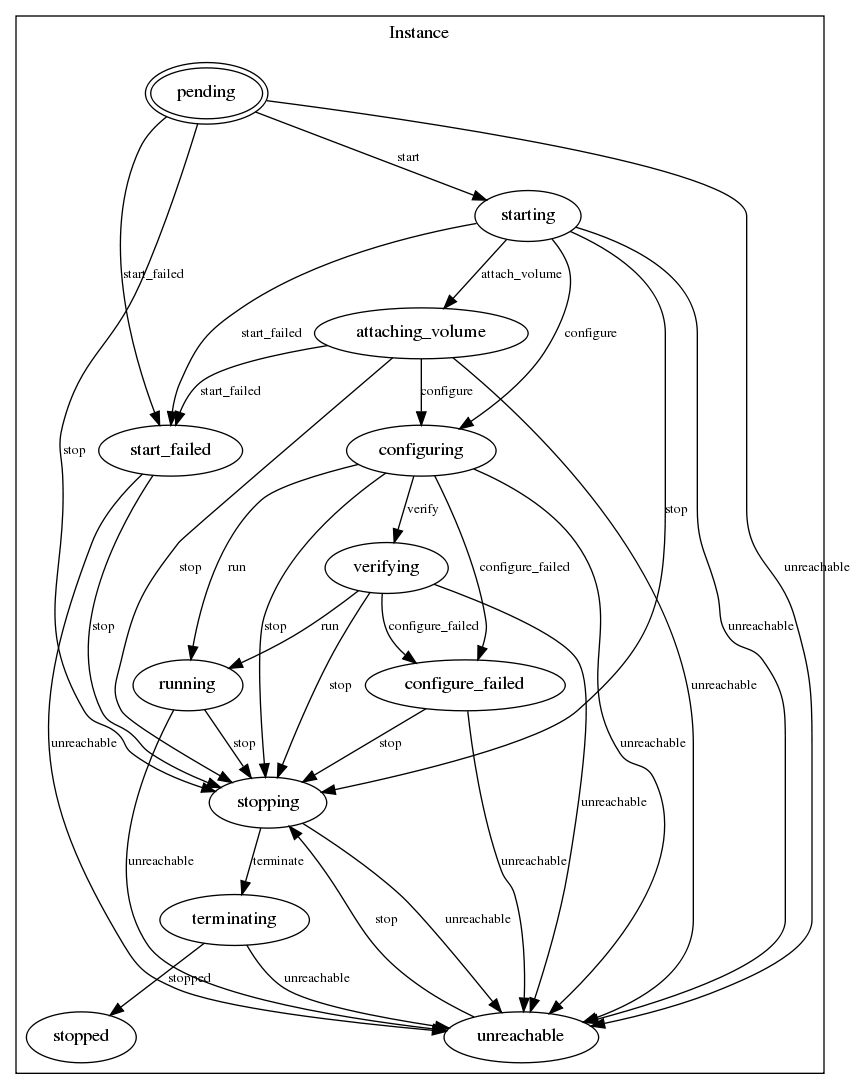 Instance
pending
start
starting
start_failed
attach_volume
start_failed
attaching_volume
configure
start_failed
configure
stop
start_failed
configuring
verify
stop
stop
run
verifying
configure_failed
unreachable
stop
stop
run
configure_failed
unreachable
stop
running
configure_failed
unreachable
unreachable
stop
stop
unreachable
stopping
unreachable
unreachable
terminate
unreachable
terminating
stop
unreachable
stopped
unreachable
stopped
unreachable